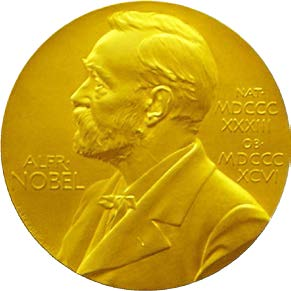 ALFR·
NOBEL
NAT·
MDCCC
XXXIII
OB·
MDCCC
XCVI